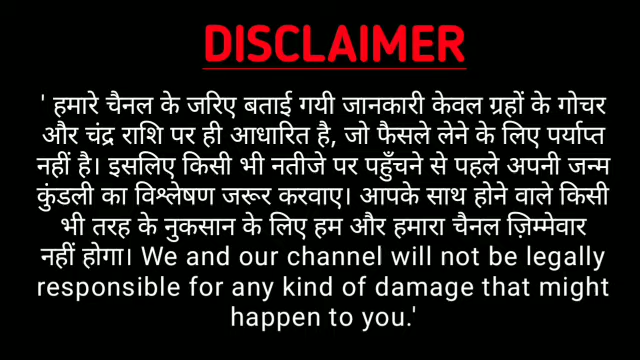 DISCLAIMER
' हमारे चैनल के जरिए बताई गयी जानकारी केवल ग्रहों के गोचर
और चंद्र राशि पर ही आधारित है, जो फैसले लेने के लिए पर्याप्त
नहीं है। इसलिए किसी भी नतीजे पर पहुँचने से पहले अपनी जन्म
कुंडली का विश्लेषण जरूर करवाए। आपके साथ होने वाले किसी
भी तरह के नुकसान के लिए हम और हमारा चैनल ज़िम्मेवार
नहीं होगा। We and our channel will not be legally
responsible for any kind of damage that might
happen to you.'